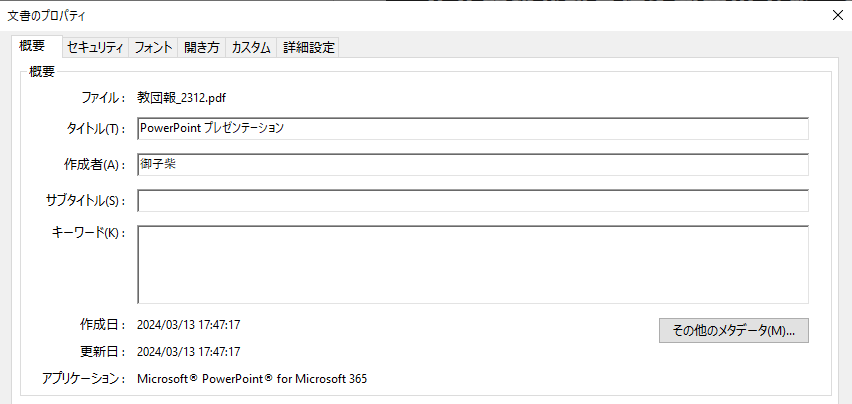 文書のプロパティ
概要 セキュリティ フォント 開き方 カスタム 詳細設定
概要
ファイル： 教団報_2312.pdf
タイトル(T)： PowerPoint プレゼンテーション
作成者(A)： 御子柴
サブタイトル(S)：
キーワード(K)：
作成日： 2024/03/13 17:47:17
その他のメタデータ(M)...
更新日： 2024/03/13 17:47:17
アプリケーション： Microsoft® PowerPoint® for Microsoft 365